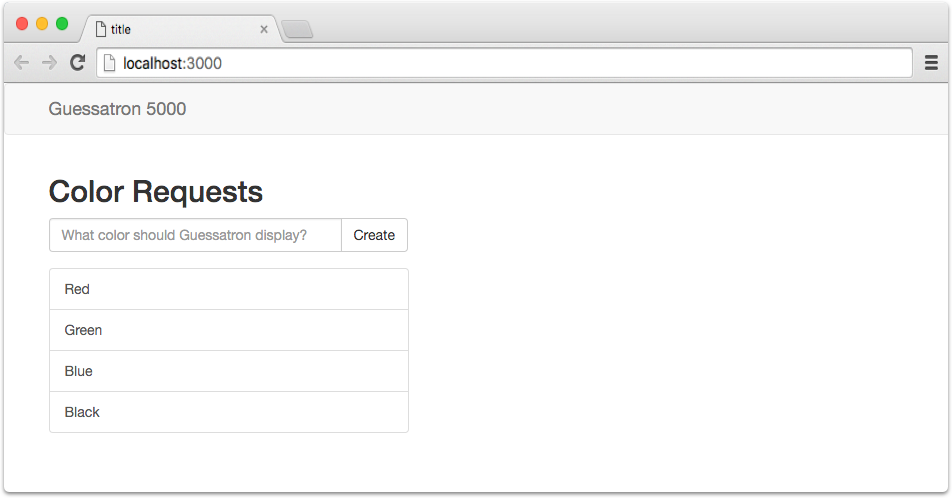 title
localhost:3000
Guessatron 5000
Color Requests
What color should Guessatron display? Create
Red
Green
Blue
Black